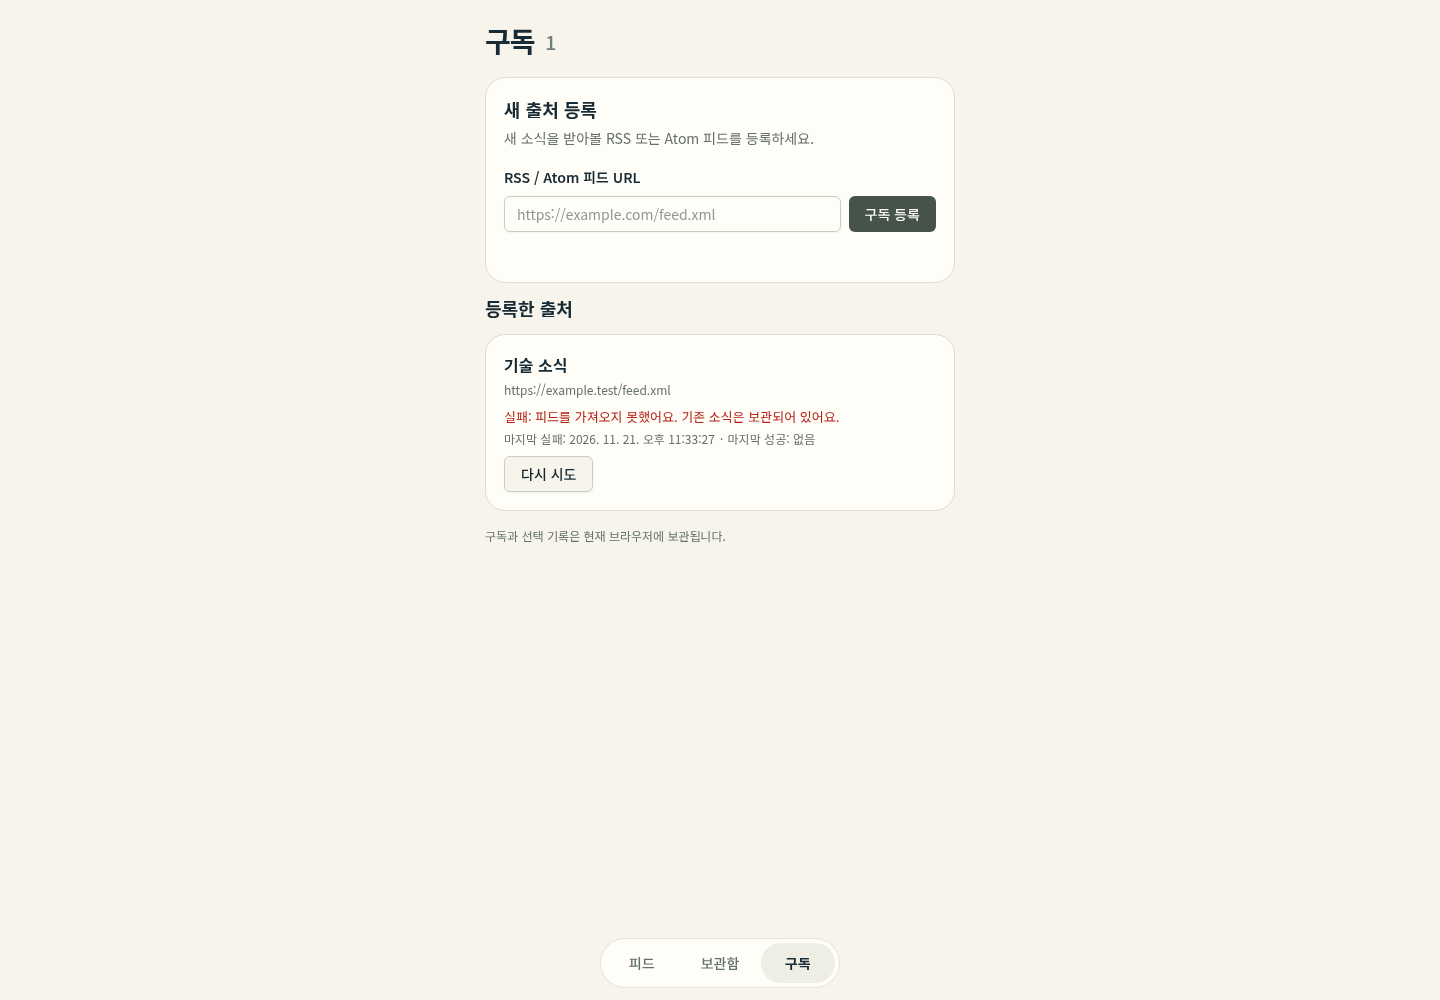 구독 1
새 출처 등록
새 소식을 받아볼 RSS 또는 Atom 피드를 등록하세요.
RSS / Atom 피드 URL
https://example.com/feed.xml
구독 등록
등록한 출처
기술 소식
https://example.test/feed.xml
실패: 피드를 가져오지 못했어요. 기존 소식은 보관되어 있어요.
마지막 실패: 2026. 11. 21. 오후 11:33:27 · 마지막 성공: 없음
다시 시도
구독과 선택 기록은 현재 브라우저에 보관됩니다.
피드
보관함
구독